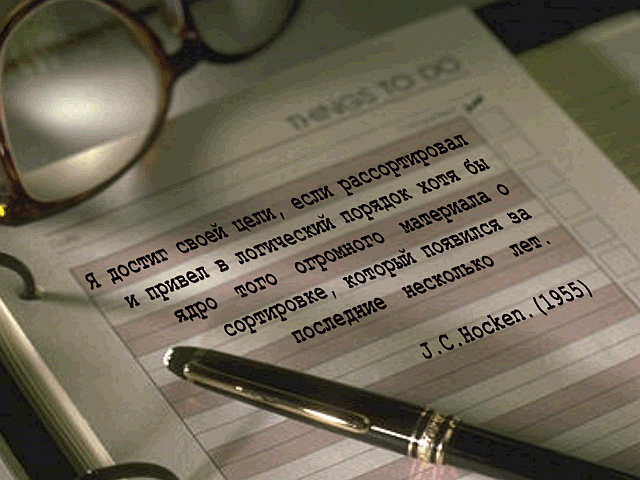 THINGS TO DO
Я достиг своей цели, если рассортировал
и привел в логический порядок хотя бы
ядро того огромного материала о
сортировке, который появился за
последние несколько лет.
J.C.Hocken.(1955)